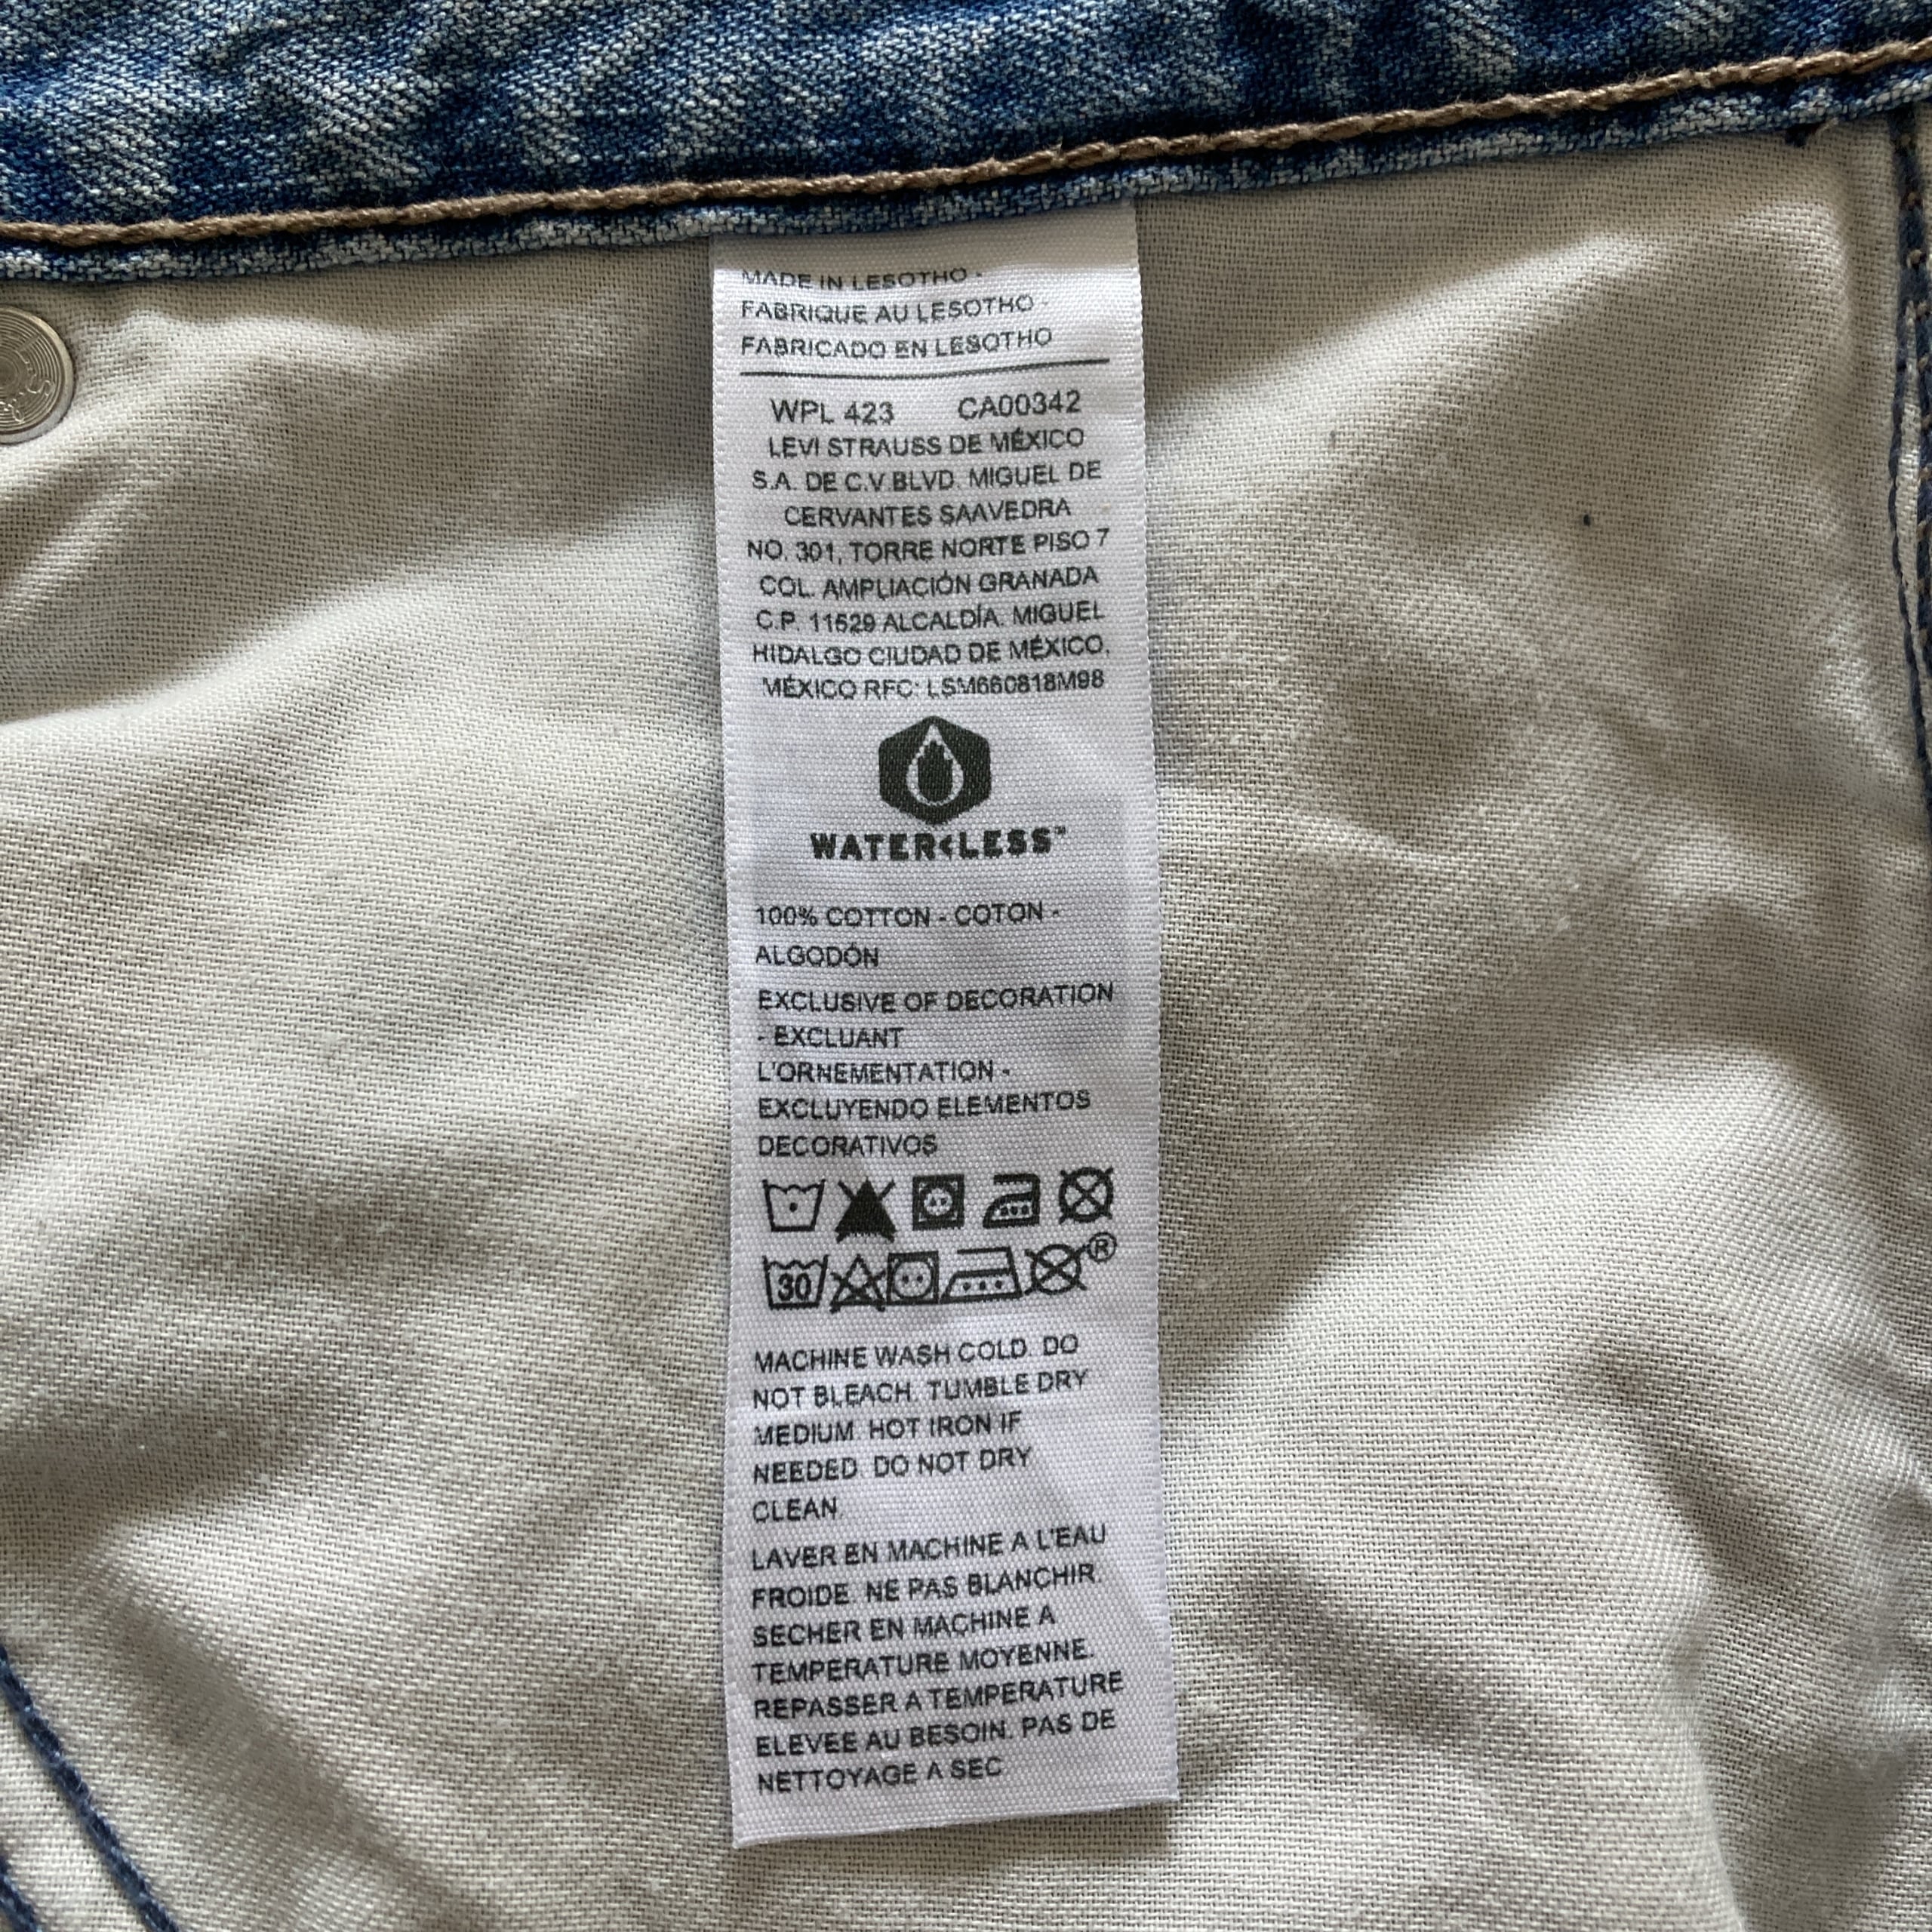 MADE IN LESOTHO -
FABRIQUE AU LESOTHO -
FABRICADO EN LESOTHO
WPL 423 CA00342
LEVI STRAUSS DE MÉXICO
S.A. DE C.V.BLVD. MIGUEL DE
CERVANTES SAAVEDRA
NO. 301, TORRE NORTE PISO 7
COL. AMPLIACIÓN GRANADA
C.P. 11529 ALCALDÍA. MIGUEL
HIDALGO CIUDAD DE MÉXICO,
MÉXICO RFC: LSM660818M98
WATER<LESS™
100% COTTON - COTON -
ALGODÓN
EXCLUSIVE OF DECORATION
- EXCLUANT
L'ORNEMENTATION -
EXCLUYENDO ELEMENTOS
DECORATIVOS
30 ®
MACHINE WASH COLD. DO
NOT BLEACH. TUMBLE DRY
MEDIUM. HOT IRON IF
NEEDED. DO NOT DRY
CLEAN.
LAVER EN MACHINE A L'EAU
FROIDE. NE PAS BLANCHIR.
SECHER EN MACHINE A
TEMPERATURE MOYENNE.
REPASSER A TEMPERATURE
ELEVEE AU BESOIN. PAS DE
NETTOYAGE A SEC